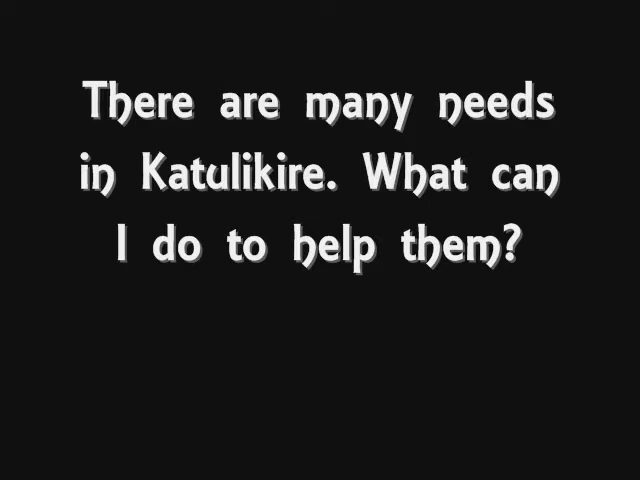 There are many needs
in Katulikire. What can
I do to help them?